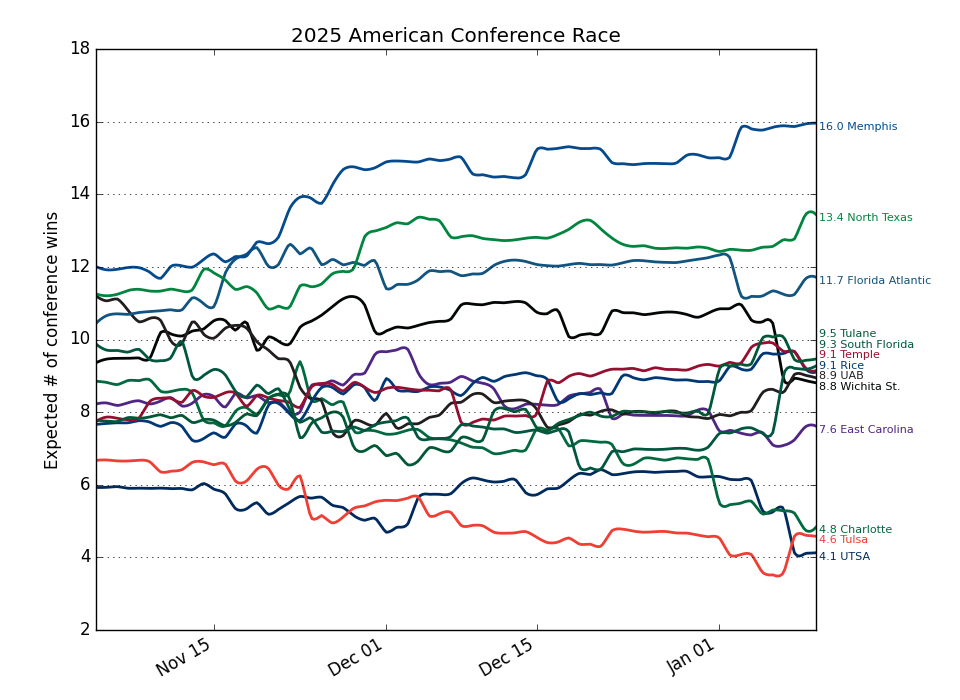 2025 American Conference Race
Expected # of conference wins
18
16
14
12
10
8
6
4
2
Nov 15
Dec 01
Dec 15
Jan 01
16.0 Memphis
13.4 North Texas
11.7 Florida Atlantic
9.5 Tulane
9.3 South Florida
9.1 Temple
9.1 Rice
8.9 UAB
8.8 Wichita St.
7.6 East Carolina
4.8 Charlotte
4.6 Tulsa
4.1 UTSA